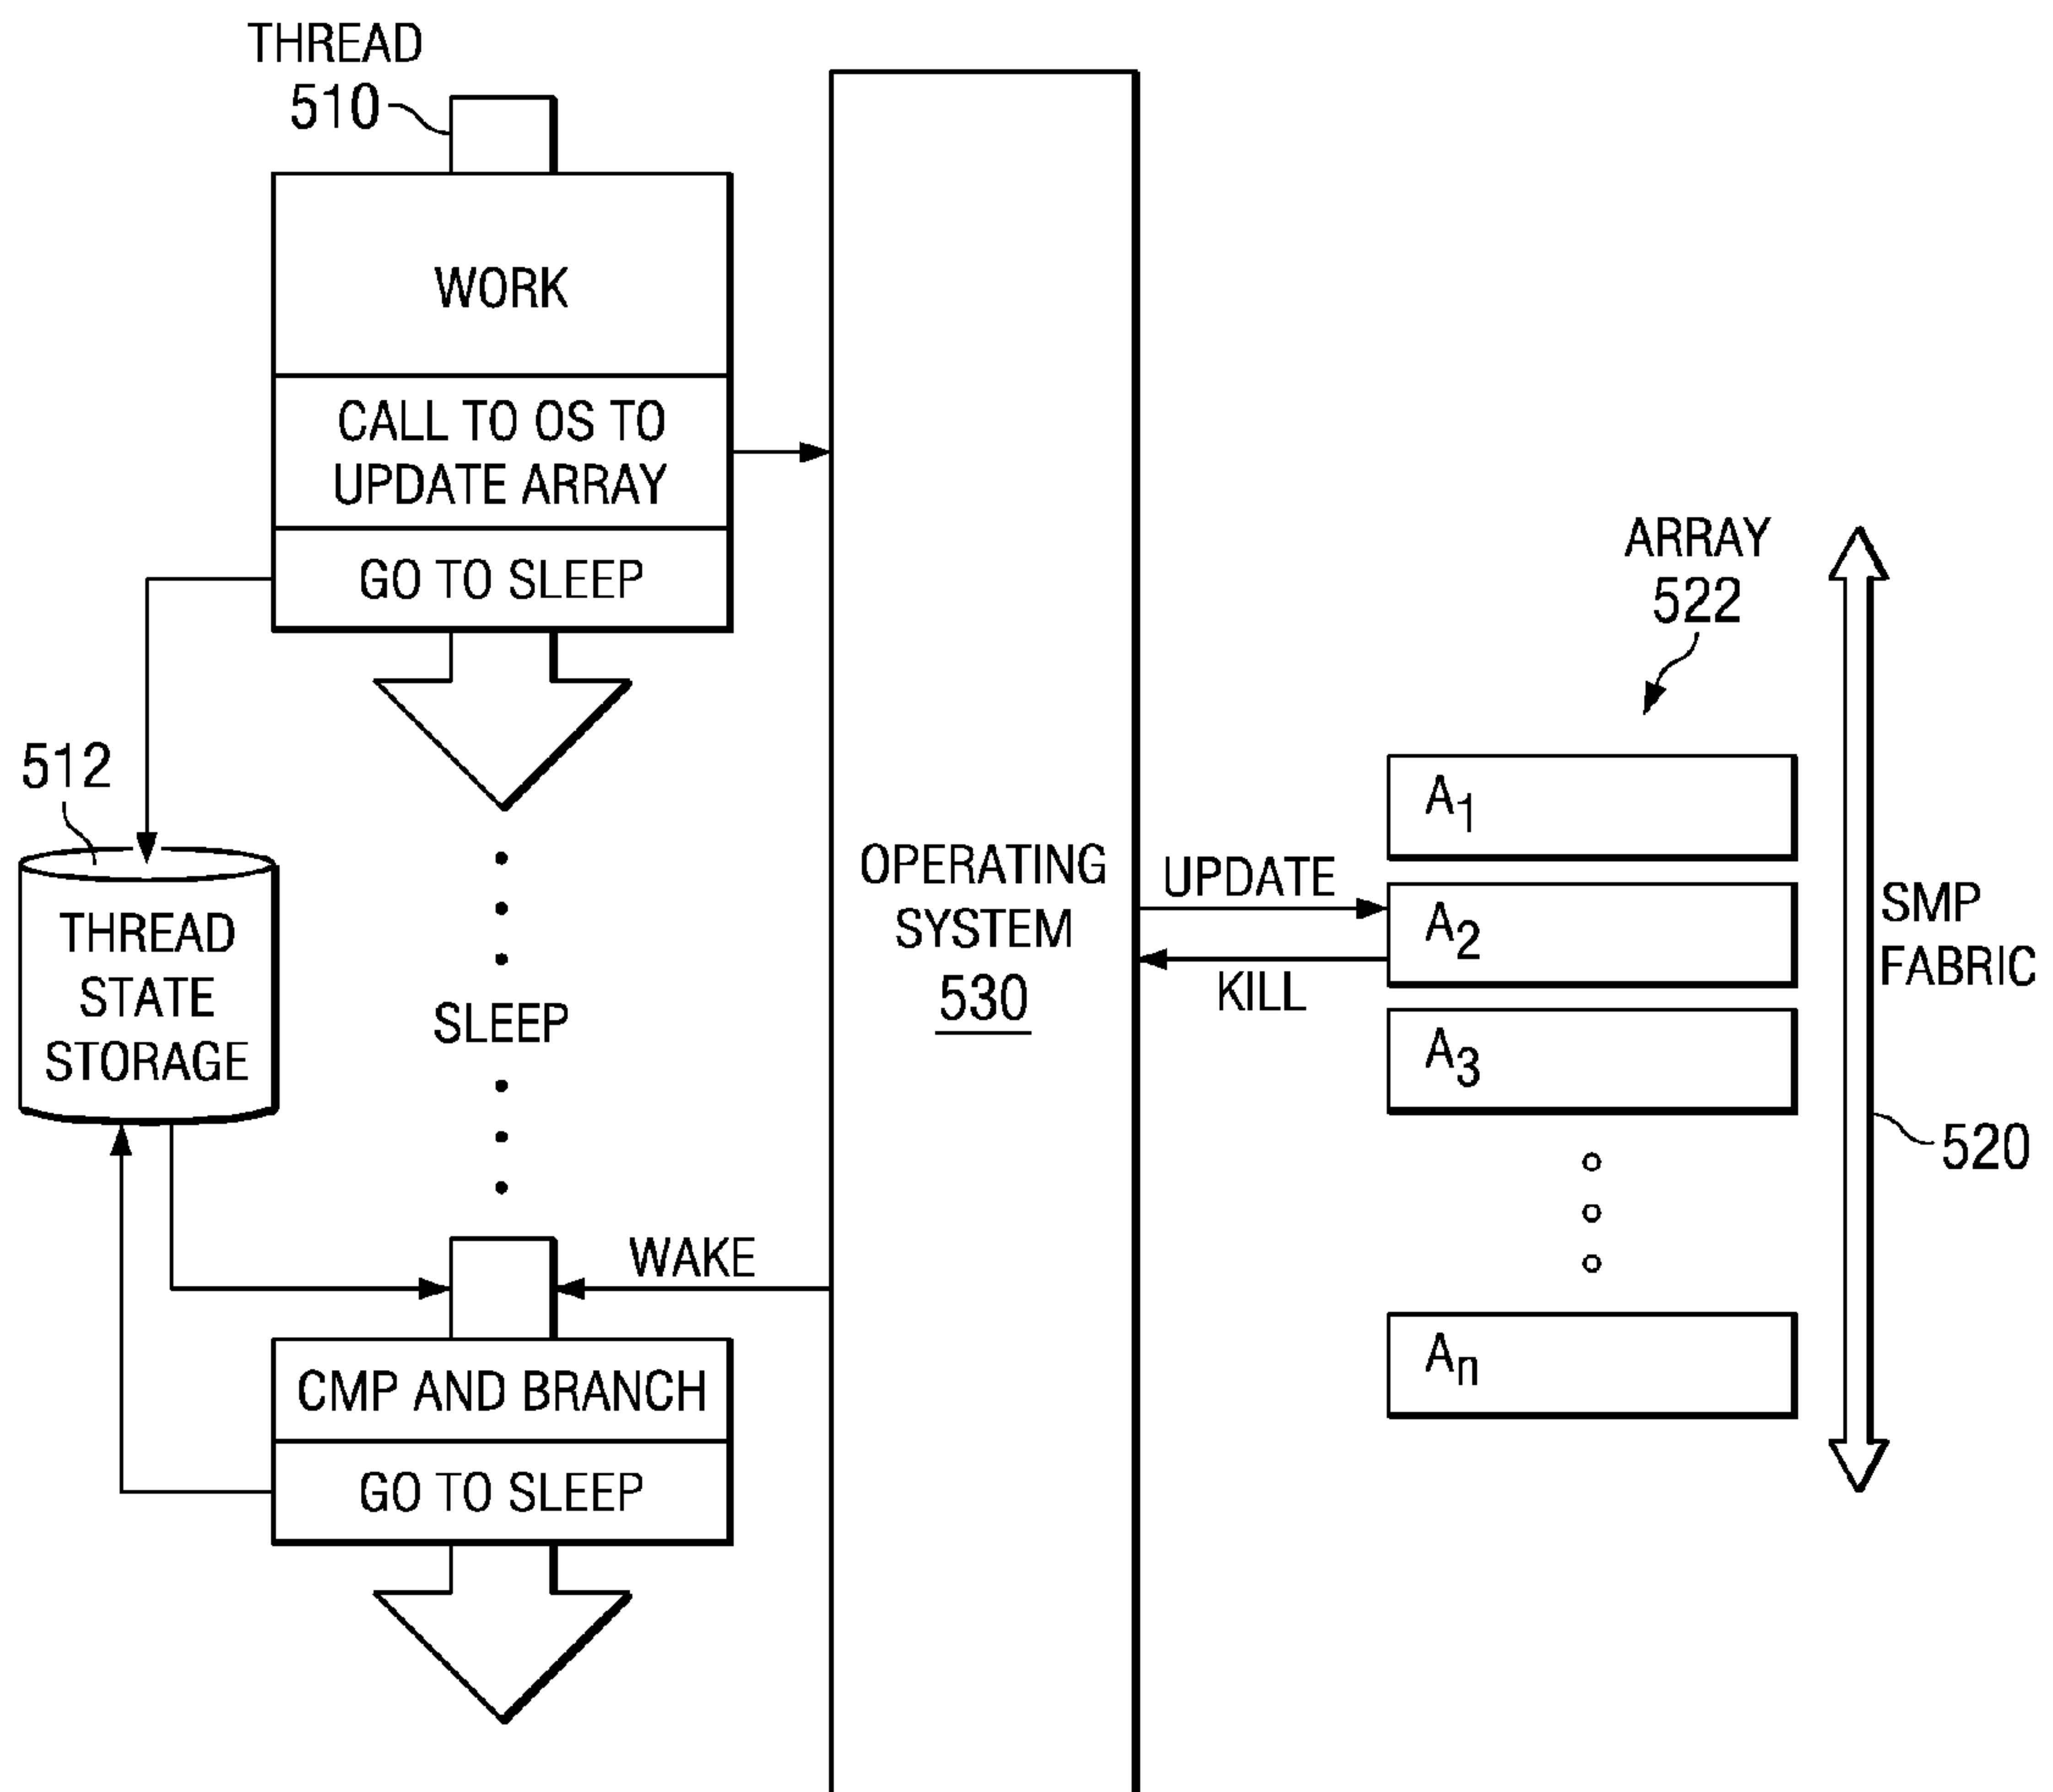 THREAD
510
WORK
CALL TO OS TO
UPDATE ARRAY
GO TO SLEEP
512
THREAD
STATE
STORAGE
SLEEP
WAKE
CMP AND BRANCH
GO TO SLEEP
OPERATING
SYSTEM
530
UPDATE
KILL
ARRAY
522
A1
A2
A3
An
SMP
FABRIC
520